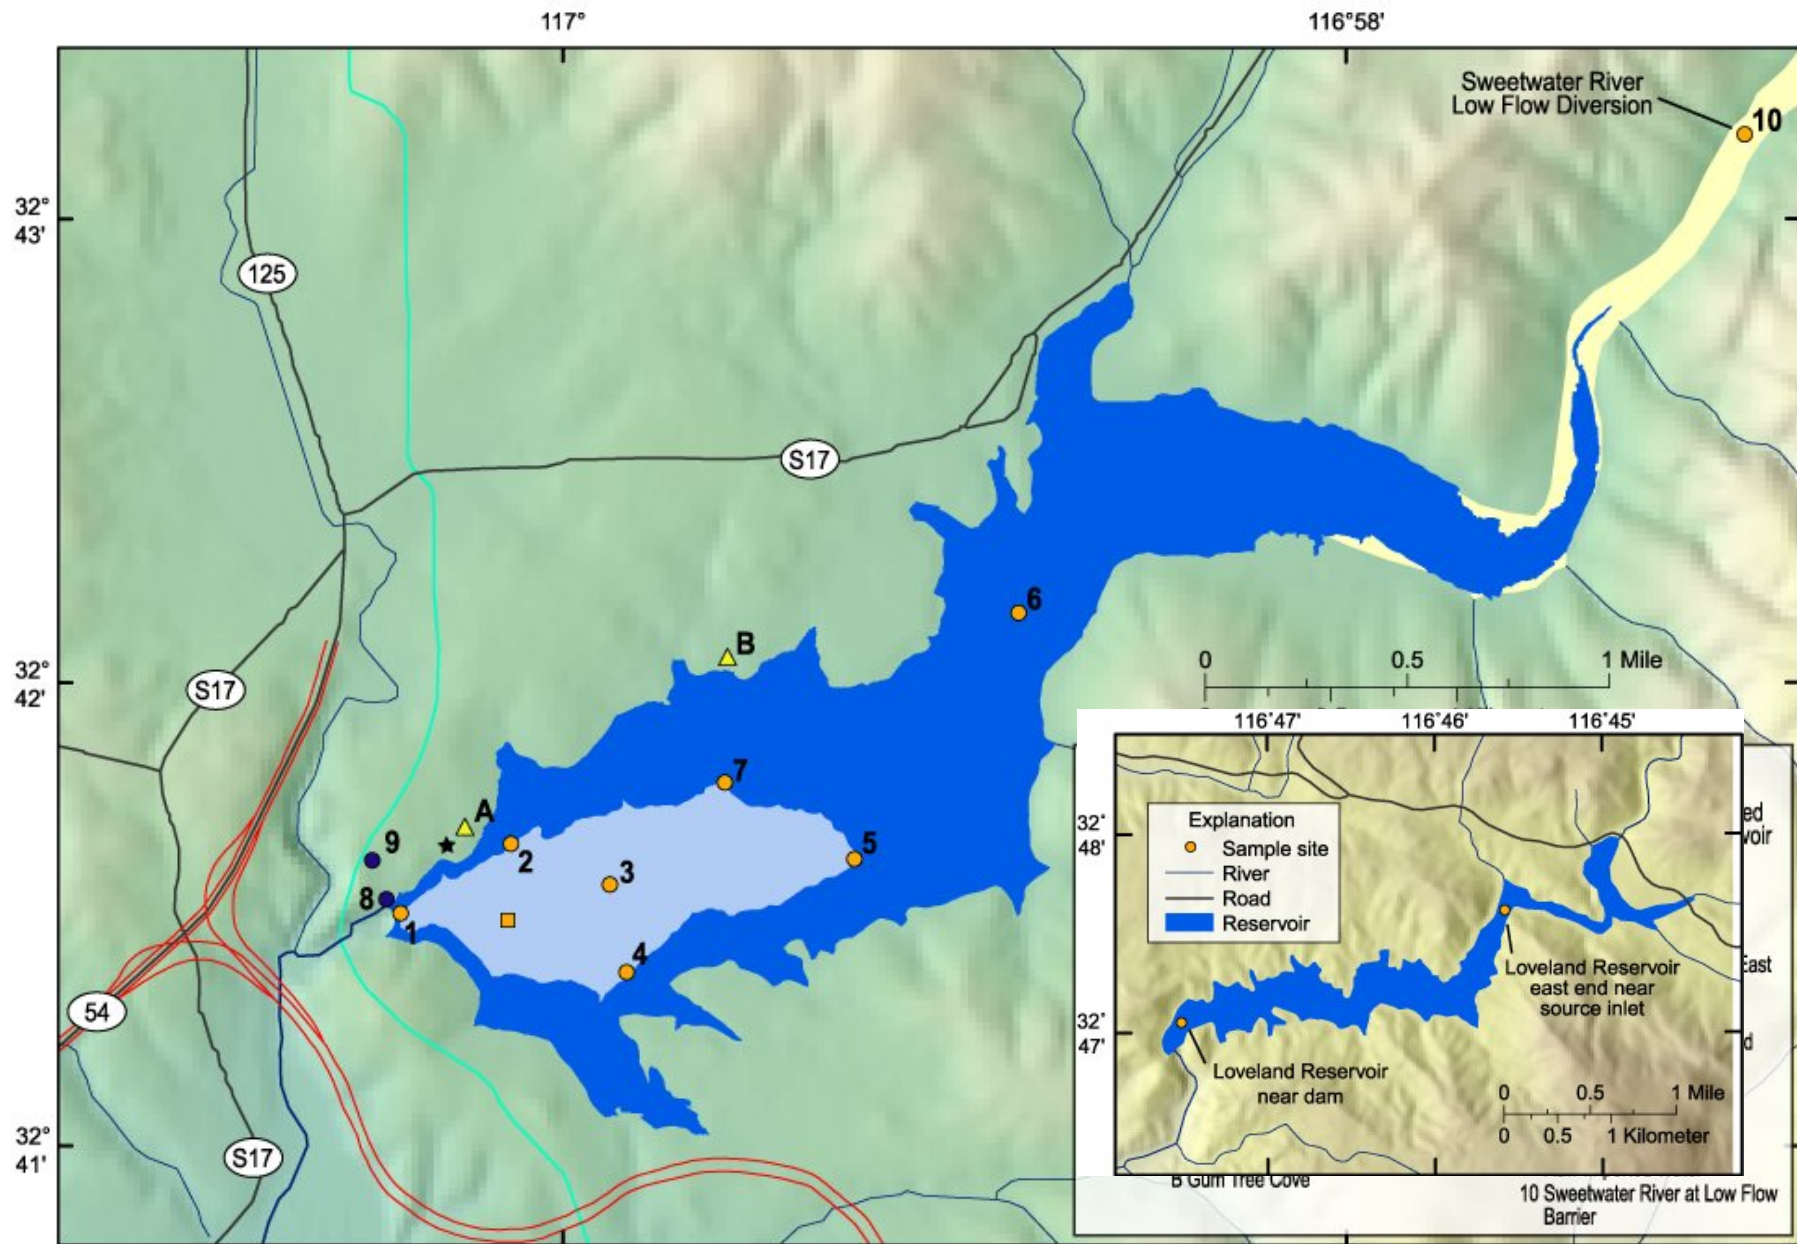 117°
116°58'
Sweetwater River
Low Flow Diversion
10
32°
43'
125
S17
6
B
0 0.5 1 Mile
32°
42'
S17
7
A
9
2
3
5
8
1
4
54
S17
32°
41'
116°47'
116°46'
116°45'
32°
48'
Explanation
Sample site
River
Road
Reservoir
Loveland Reservoir
east end near
source inlet
32°
47'
Loveland Reservoir
near dam
0 0.5 1 Mile
0 0.5 1 Kilometer
ed
voir
East
d
B Gum Tree Cove
10 Sweetwater River at Low Flow
Barrier